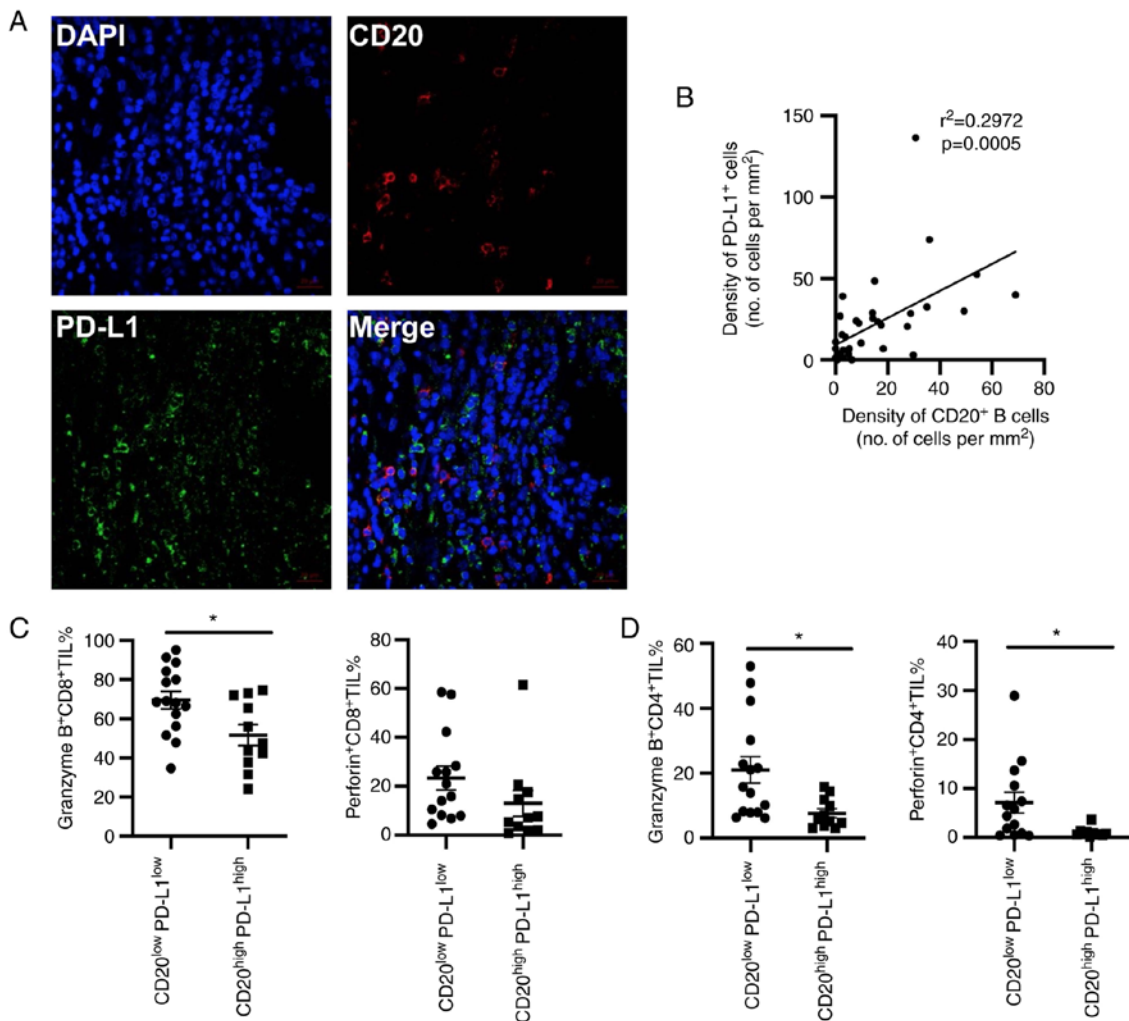 A
DAPI
CD20
PD-L1
Merge
B
r²=0.2972
p=0.0005
150
100
50
0
Density of PD-L1⁺ cells
(no. of cells per mm²)
0 20 40 60 80
Density of CD20⁺ B cells
(no. of cells per mm²)
C
*
Granzyme B⁺CD8⁺TIL%
100
80
60
40
20
0
CD20ˡᵒʷ PD-L1ˡᵒʷ
CD20ʰⁱᵍʰ PD-L1ʰⁱᵍʰ
Perforin⁺CD8⁺TIL%
80
60
40
20
0
CD20ˡᵒʷ PD-L1ˡᵒʷ
CD20ʰⁱᵍʰ PD-L1ʰⁱᵍʰ
D
*
Granzyme B⁺CD4⁺TIL%
60
40
20
0
CD20ˡᵒʷ PD-L1ˡᵒʷ
CD20ʰⁱᵍʰ PD-L1ʰⁱᵍʰ
*
Perforin⁺CD4⁺TIL%
40
30
20
10
0
CD20ˡᵒʷ PD-L1ˡᵒʷ
CD20ʰⁱᵍʰ PD-L1ʰⁱᵍʰ